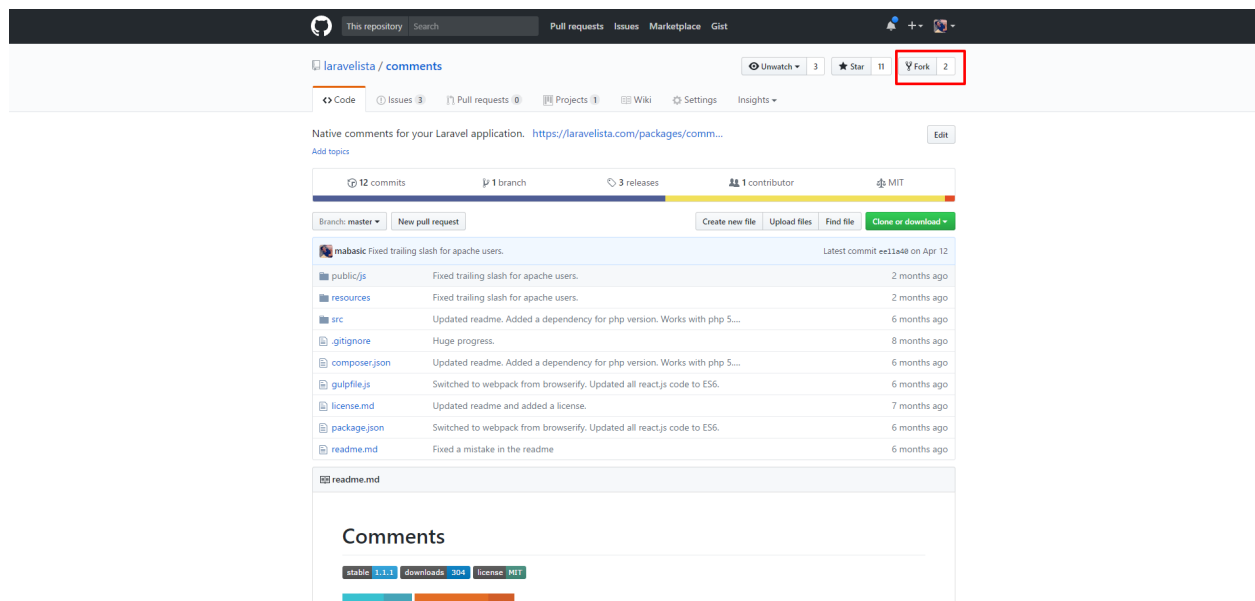 This repository Search Pull requests Issues Marketplace Gist
laravelista / comments Unwatch 3 Star 11 Fork 2
Code Issues 3 Pull requests 0 Projects 1 Wiki Settings Insights
Native comments for your Laravel application. https://laravelista.com/packages/comm... Edit
Add topics
12 commits 1 branch 3 releases 1 contributor MIT
Branch: master New pull request Create new file Upload files Find file Clone or download
mabasic Fixed trailing slash for apache users. Latest commit ee11a40 on Apr 12
public/js Fixed trailing slash for apache users. 2 months ago
resources Fixed trailing slash for apache users. 2 months ago
src Updated readme. Added a dependency for php version. Works with php 5.... 6 months ago
.gitignore Huge progress. 8 months ago
composer.json Updated readme. Added a dependency for php version. Works with php 5.... 6 months ago
gulpfile.js Switched to webpack from browserify. Updated all react.js code to ES6. 6 months ago
license.md Updated readme and added a license. 7 months ago
package.json Switched to webpack from browserify. Updated all react.js code to ES6. 6 months ago
readme.md Fixed a mistake in the readme 6 months ago
readme.md
Comments
stable 1.1.1 downloads 304 license MIT